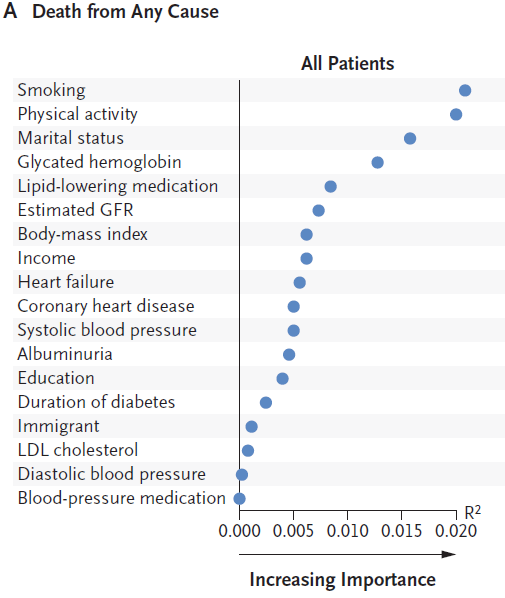 A Death from Any Cause
All Patients
Smoking
Physical activity
Marital status
Glycated hemoglobin
Lipid-lowering medication
Estimated GFR
Body-mass index
Income
Heart failure
Coronary heart disease
Systolic blood pressure
Albuminuria
Education
Duration of diabetes
Immigrant
LDL cholesterol
Diastolic blood pressure
Blood-pressure medication
R²
0.000 0.005 0.010 0.015 0.020
Increasing Importance